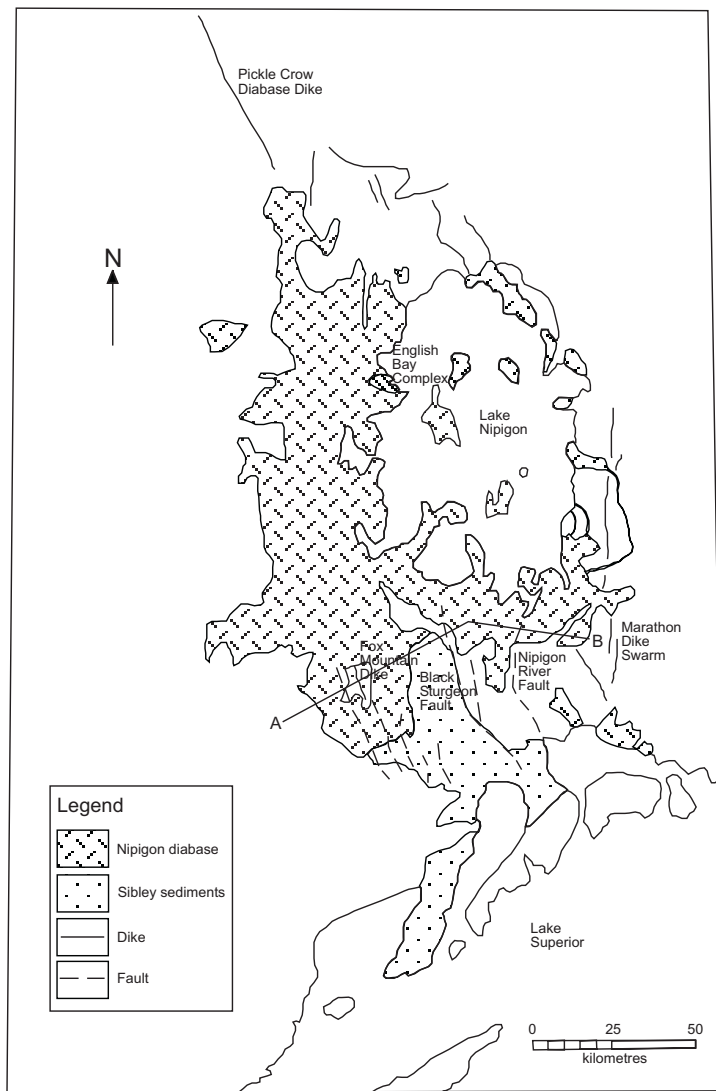 Pickle Crow
Diabase Dike
N
English
Bay
Complex
Lake
Nipigon
Fox
Mountain
Dike
Black
Sturgeon
Fault
Nipigon
River
Fault
B
Marathon
Dike
Swarm
A
Legend
Nipigon diabase
Sibley sediments
Dike
Fault
Lake
Superior
0 25 50
kilometres